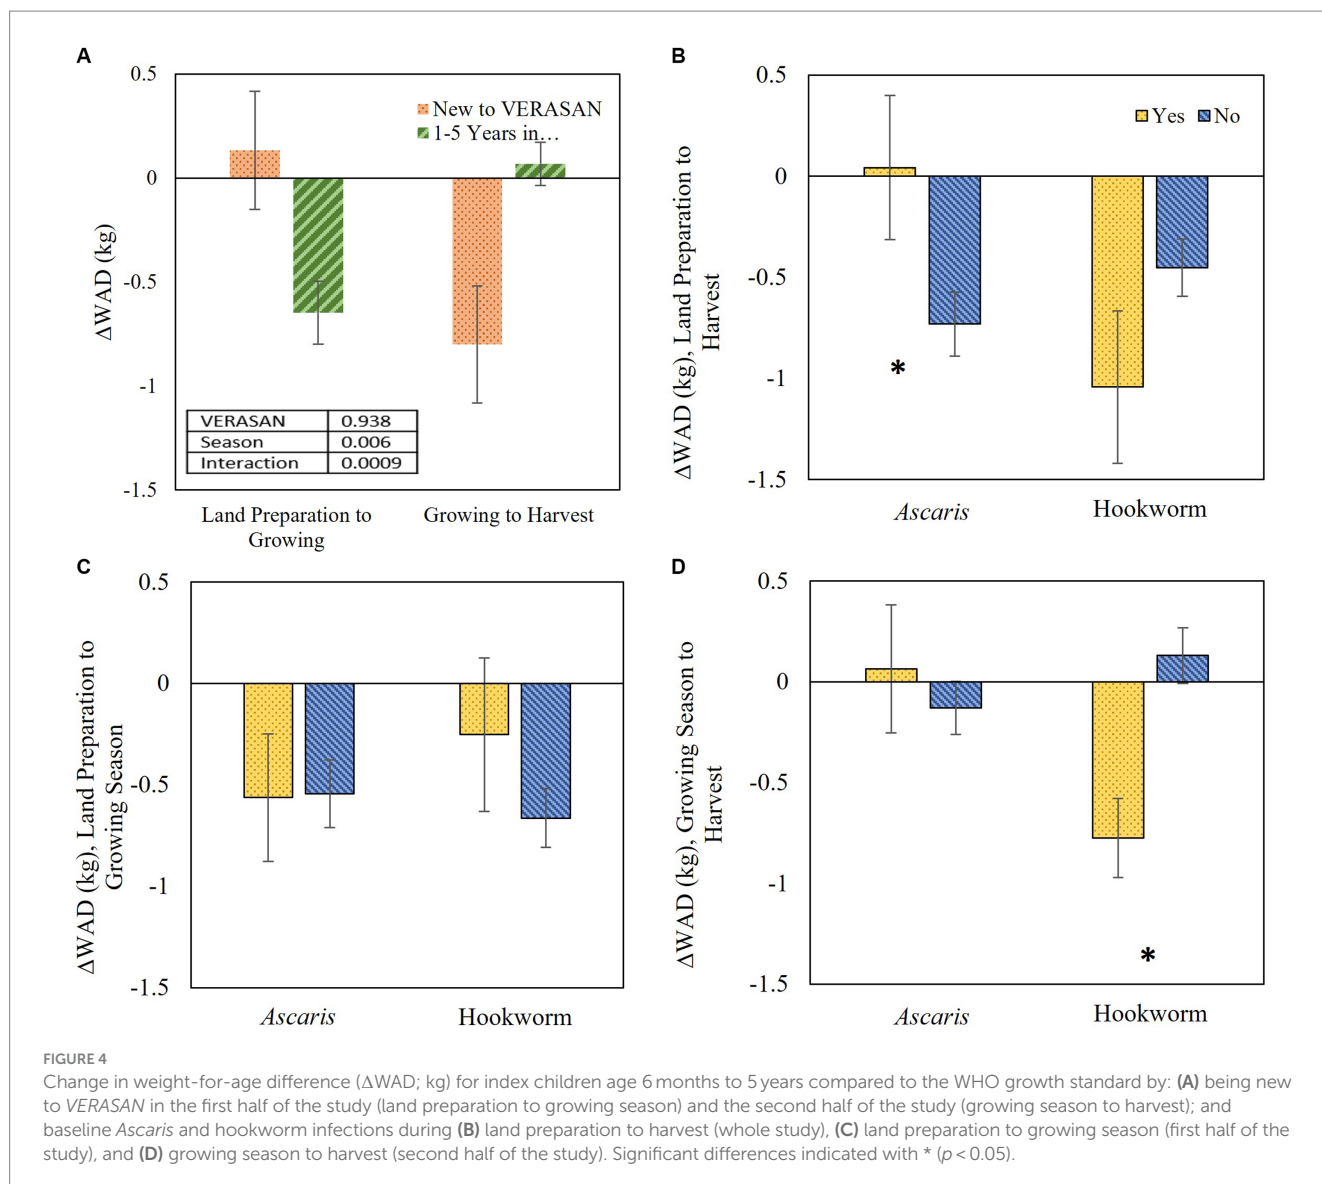 A
0.5
0
-0.5
-1
-1.5
ΔWAD (kg)
New to VERASAN
1-5 Years in…
VERASAN 0.938
Season 0.006
Interaction 0.0009
Land Preparation to
Growing
Growing to Harvest
B
0.5
0
-0.5
-1
-1.5
ΔWAD (kg), Land Preparation to
Harvest
Yes No
*
Ascaris
Hookworm
C
0.5
0
-0.5
-1
-1.5
ΔWAD (kg), Land Preparation to
Growing Season
Ascaris
Hookworm
D
0.5
0
-0.5
-1
-1.5
ΔWAD (kg), Growing Season to
Harvest
*
Ascaris
Hookworm
FIGURE 4
Change in weight-for-age difference (ΔWAD; kg) for index children age 6 months to 5 years compared to the WHO growth standard by: (A) being new
to VERASAN in the first half of the study (land preparation to growing season) and the second half of the study (growing season to harvest); and
baseline Ascaris and hookworm infections during (B) land preparation to harvest (whole study), (C) land preparation to growing season (first half of the
study), and (D) growing season to harvest (second half of the study). Significant differences indicated with * (p < 0.05).